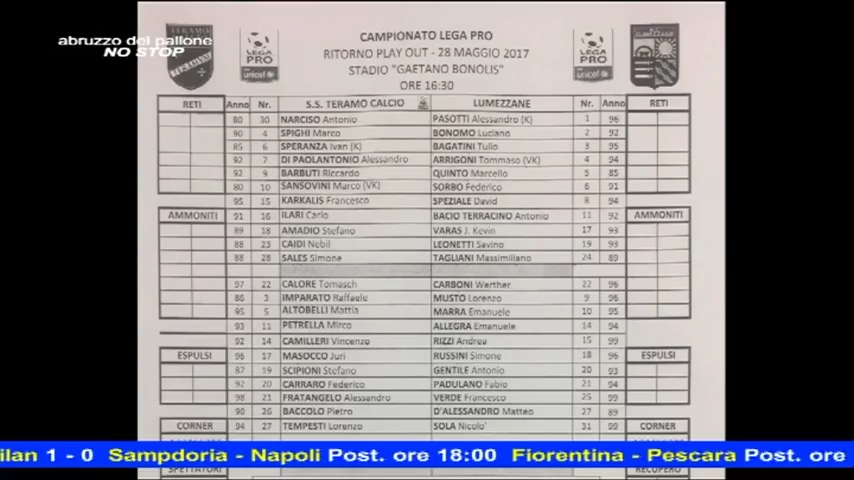 abruzzo del pallone
NO STOP
TERAMO
LEGA PRO
unicef
CAMPIONATO LEGA PRO
RITORNO PLAY OUT - 28 MAGGIO 2017
STADIO "GAETANO BONOLIS"
ORE 16:30
LEGA PRO
unicef
RETI Anno Nr. S.S. TERAMO CALCIO LUMEZZANE Nr. Anno RETI
80 30 NARCISO Antonio PASOTTI Alessandro (K) 1 96
90 4 SPIGHI Marco BONOMO Luciano 2 92
85 6 SPERANZA Ivan (K) BAGATINI Tulio 3 95
92 7 DI PAOLANTONIO Alessandro ARRIGONI Tommaso (VK) 4 94
92 9 BARBUTI Riccardo QUINTO Marcello 5 85
80 10 SANSOVINI Marco (VK) SORBO Federico 6 91
95 15 KARKALIS Francesco SPEZIALE David 8 94
AMMONITI 91 16 ILARI Carlo BACIO TERRACINO Antonio 11 92 AMMONITI
89 18 AMADIO Stefano VARAS J. Kevin 17 93
88 23 CAIDI Nebil LEONETTI Savino 19 93
88 28 SALES Simone TAGLIANI Massimiliano 24 89
97 22 CALORE Tomasch CARBONI Werther 22 96
86 3 IMPARATO Raffaele MUSTO Lorenzo 9 96
95 5 ALTOBELLI Mattia MARRA Emanuele 10 95
93 11 PETRELLA Mirco ALLEGRA Emanuele 14 94
92 14 CAMILLERI Vincenzo RIZZI Andrea 15 99
ESPULSI 96 17 MASOCCO Juri RUSSINI Simone 18 96 ESPULSI
87 19 SCIPIONI Stefano GENTILE Antonio 20 93
92 20 CARRARO Federico PADULANO Fabio 21 94
98 21 FRATANGELO Alessandro VERDE Francesco 25 99
90 26 BACCOLO Pietro D'ALESSANDRO Matteo 27 89
CORNER 94 27 TEMPESTI Lorenzo SOLA Nicolo' 31 99 CORNER
ilan 1 - 0 Sampdoria - Napoli Post. ore 18:00 Fiorentina - Pescara Post. ore
SPETTATORI RECUPERO